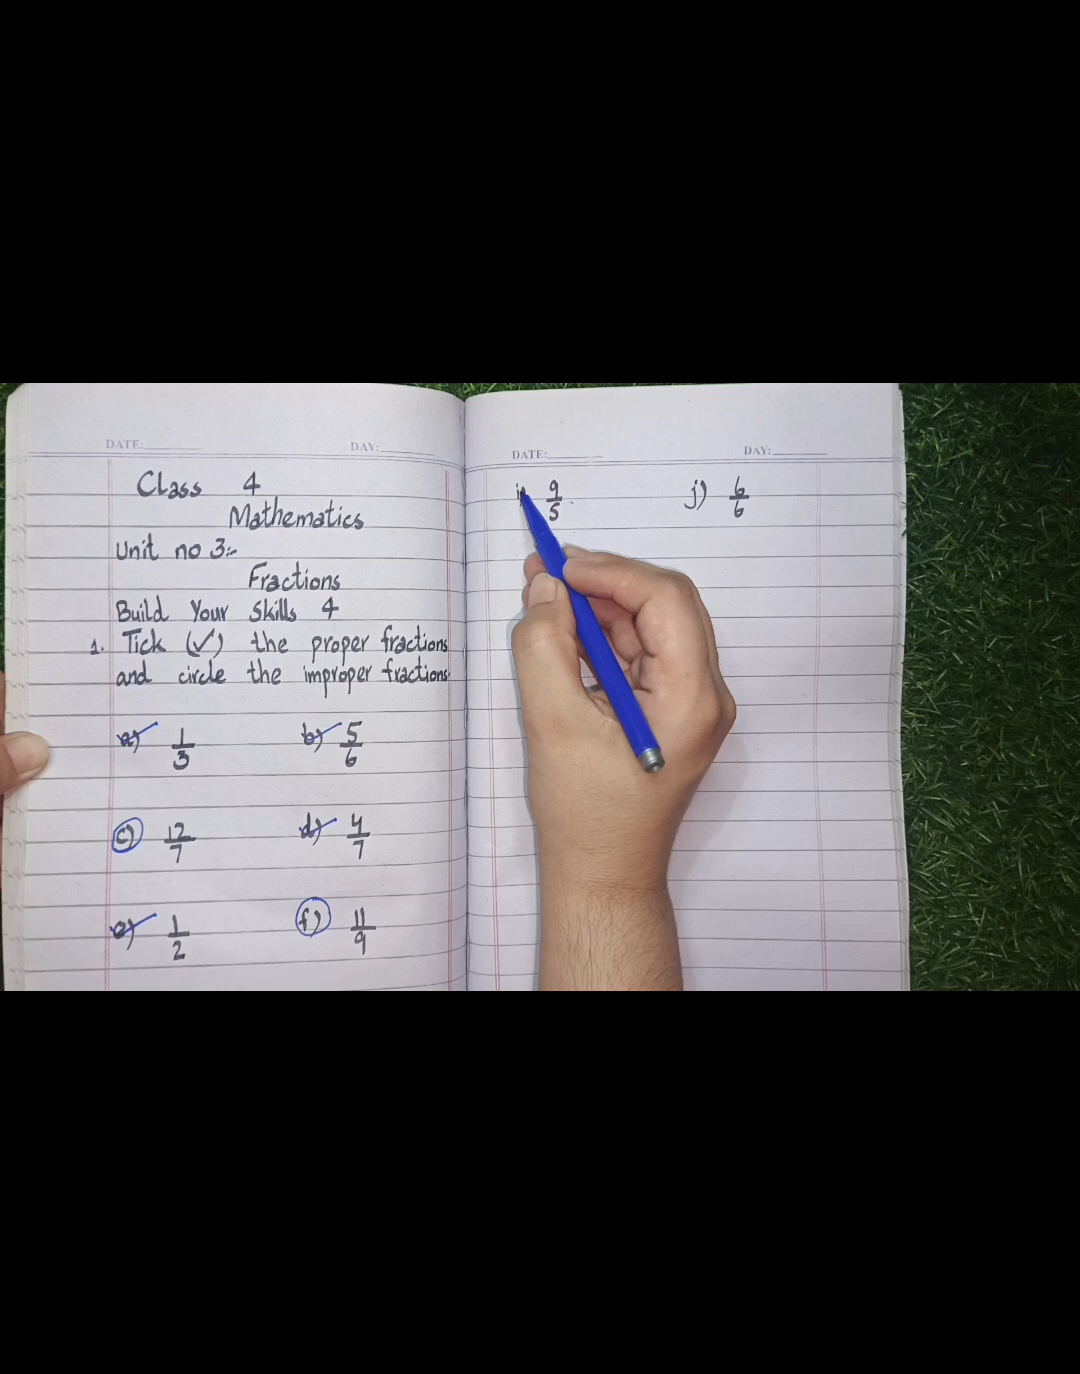 DATE: DAY:
Class 4
Mathematics
Unit no 3:-
Fractions
Build Your Skills 4
1. Tick (✓) the proper fractions
and circle the improper fractions.
a) 1/3 b) 5/6
c) 12/7 d) 4/7
e) 1/2 f) 11/9
DATE: DAY:
9/5 j) 6/6